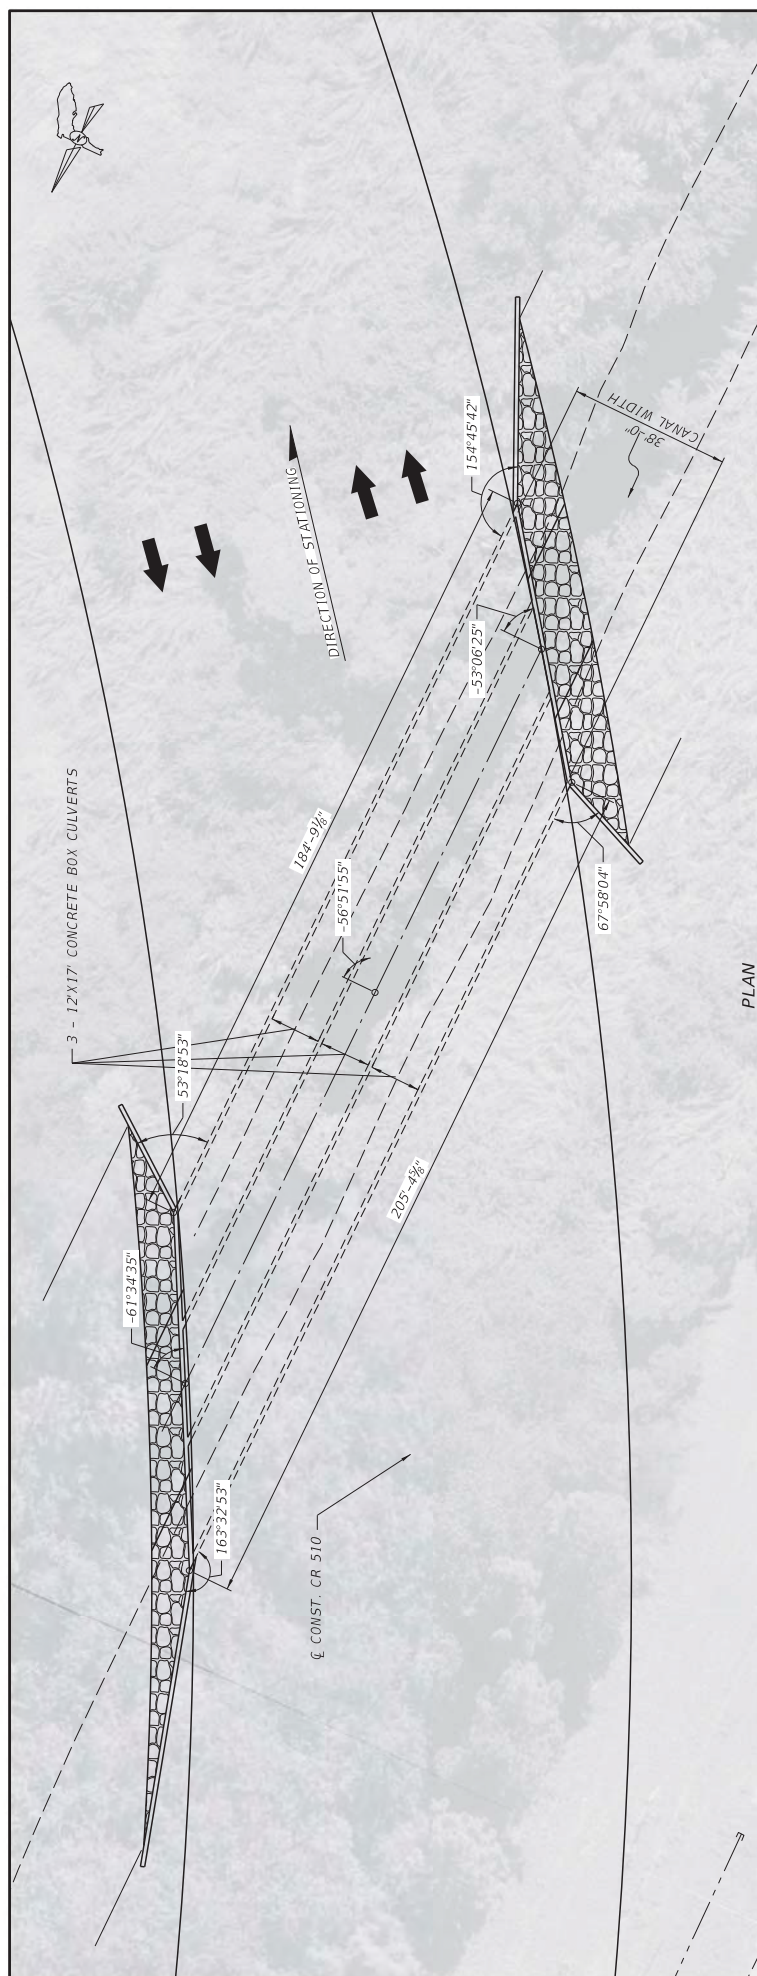 154°45'42"
CANAL WIDTH
38'-0"
DIRECTION OF STATIONING
-53°06'25"
3 - 12'X17' CONCRETE BOX CULVERTS
184'-9⅛"
-56°51'55"
67°58'04"
PLAN
53°18'53"
205'-4⅝"
-61°34'35"
163°32'53"
℄ CONST. CR 510